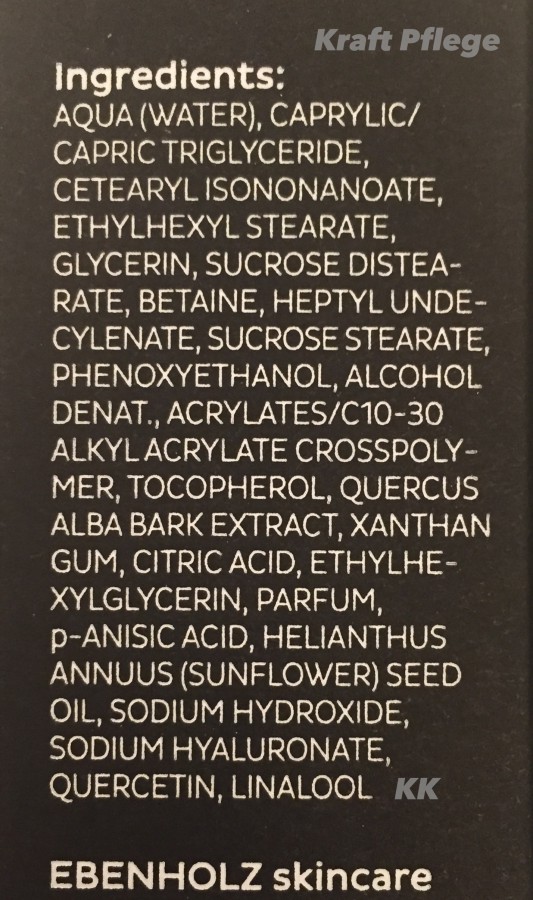 Kraft Pflege
Ingredients:
AQUA (WATER), CAPRYLIC/
CAPRIC TRIGLYCERIDE,
CETEARYL ISONONANOATE,
ETHYLHEXYL STEARATE,
GLYCERIN, SUCROSE DISTEA-
RATE, BETAINE, HEPTYL UNDE-
CYLENATE, SUCROSE STEARATE,
PHENOXYETHANOL, ALCOHOL
DENAT., ACRYLATES/C10-30
ALKYL ACRYLATE CROSSPOLY-
MER, TOCOPHEROL, QUERCUS
ALBA BARK EXTRACT, XANTHAN
GUM, CITRIC ACID, ETHYLHE-
XYLGLYCERIN, PARFUM,
p-ANISIC ACID, HELIANTHUS
ANNUUS (SUNFLOWER) SEED
OIL, SODIUM HYDROXIDE,
SODIUM HYALURONATE,
QUERCETIN, LINALOOL KK
EBENHOLZ skincare